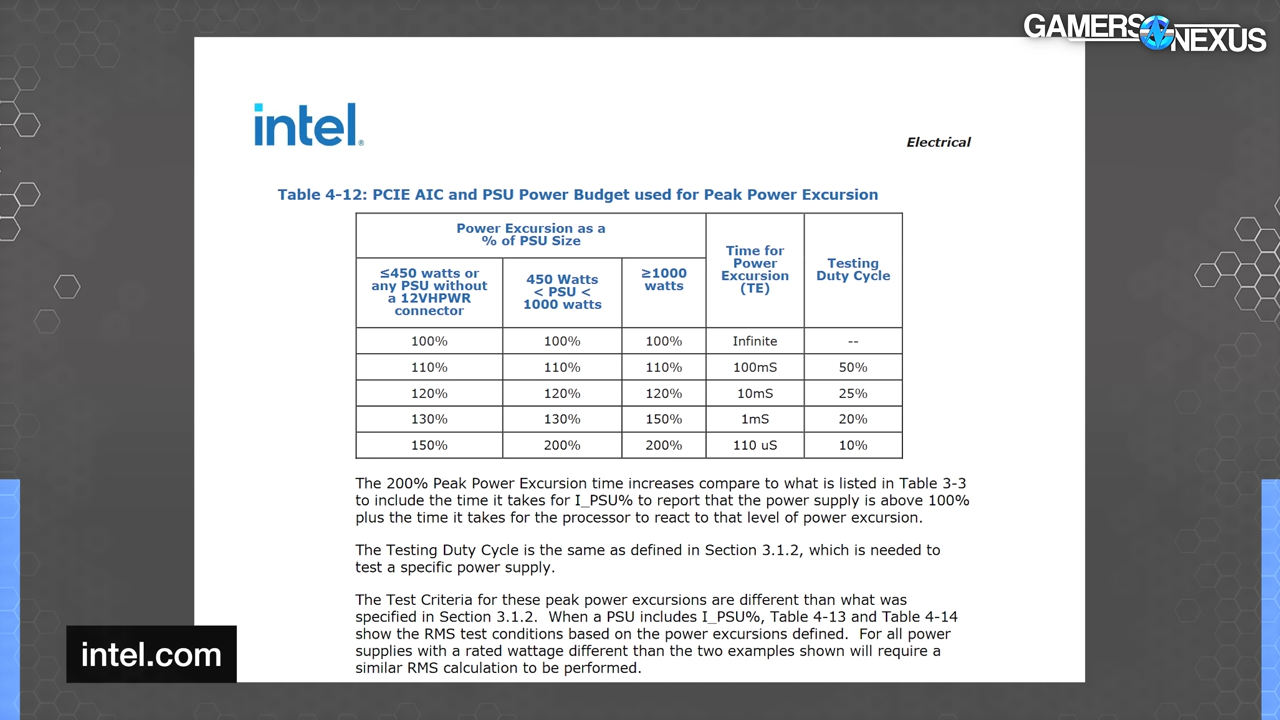 GAMERS NEXUS
intel.
Electrical
Table 4-12: PCIE AIC and PSU Power Budget used for Peak Power Excursion
Power Excursion as a
% of PSU Size
Time for
Power
Excursion
(TE)
Testing
Duty Cycle
≤450 watts or
any PSU without
a 12VHPWR
connector
450 Watts
< PSU <
1000 watts
≥1000
watts
100% 100% 100% Infinite --
110% 110% 110% 100mS 50%
120% 120% 120% 10mS 25%
130% 130% 150% 1mS 20%
150% 200% 200% 110 uS 10%
The 200% Peak Power Excursion time increases compare to what is listed in Table 3-3
to include the time it takes for I_PSU% to report that the power supply is above 100%
plus the time it takes for the processor to react to that level of power excursion.
The Testing Duty Cycle is the same as defined in Section 3.1.2, which is needed to
test a specific power supply.
The Test Criteria for these peak power excursions are different than what was
specified in Section 3.1.2.  When a PSU includes I_PSU%, Table 4-13 and Table 4-14
show the RMS test conditions based on the power excursions defined.  For all power
supplies with a rated wattage different than the two examples shown will require a
similar RMS calculation to be performed.
intel.com